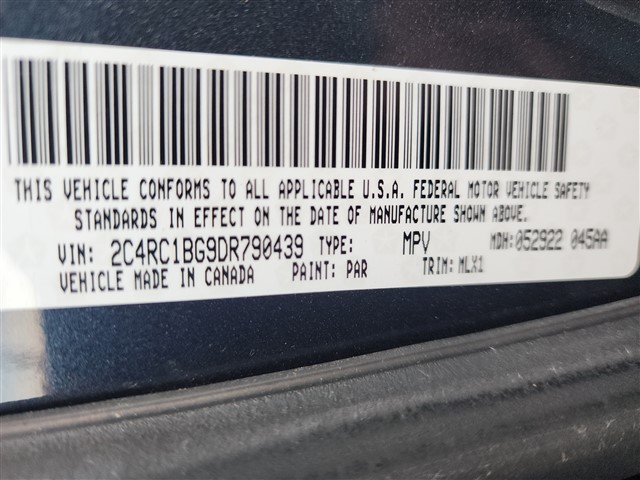 THIS VEHICLE CONFORMS TO ALL APPLICABLE U.S.A. FEDERAL MOTOR VEHICLE SAFETY
STANDARDS IN EFFECT ON THE DATE OF MANUFACTURE SHOWN ABOVE.
VIN: 2C4RC1BG9DR790439 TYPE: MPV MDH:052922 045AA
VEHICLE MADE IN CANADA PAINT: PAR TRIM: MLX1